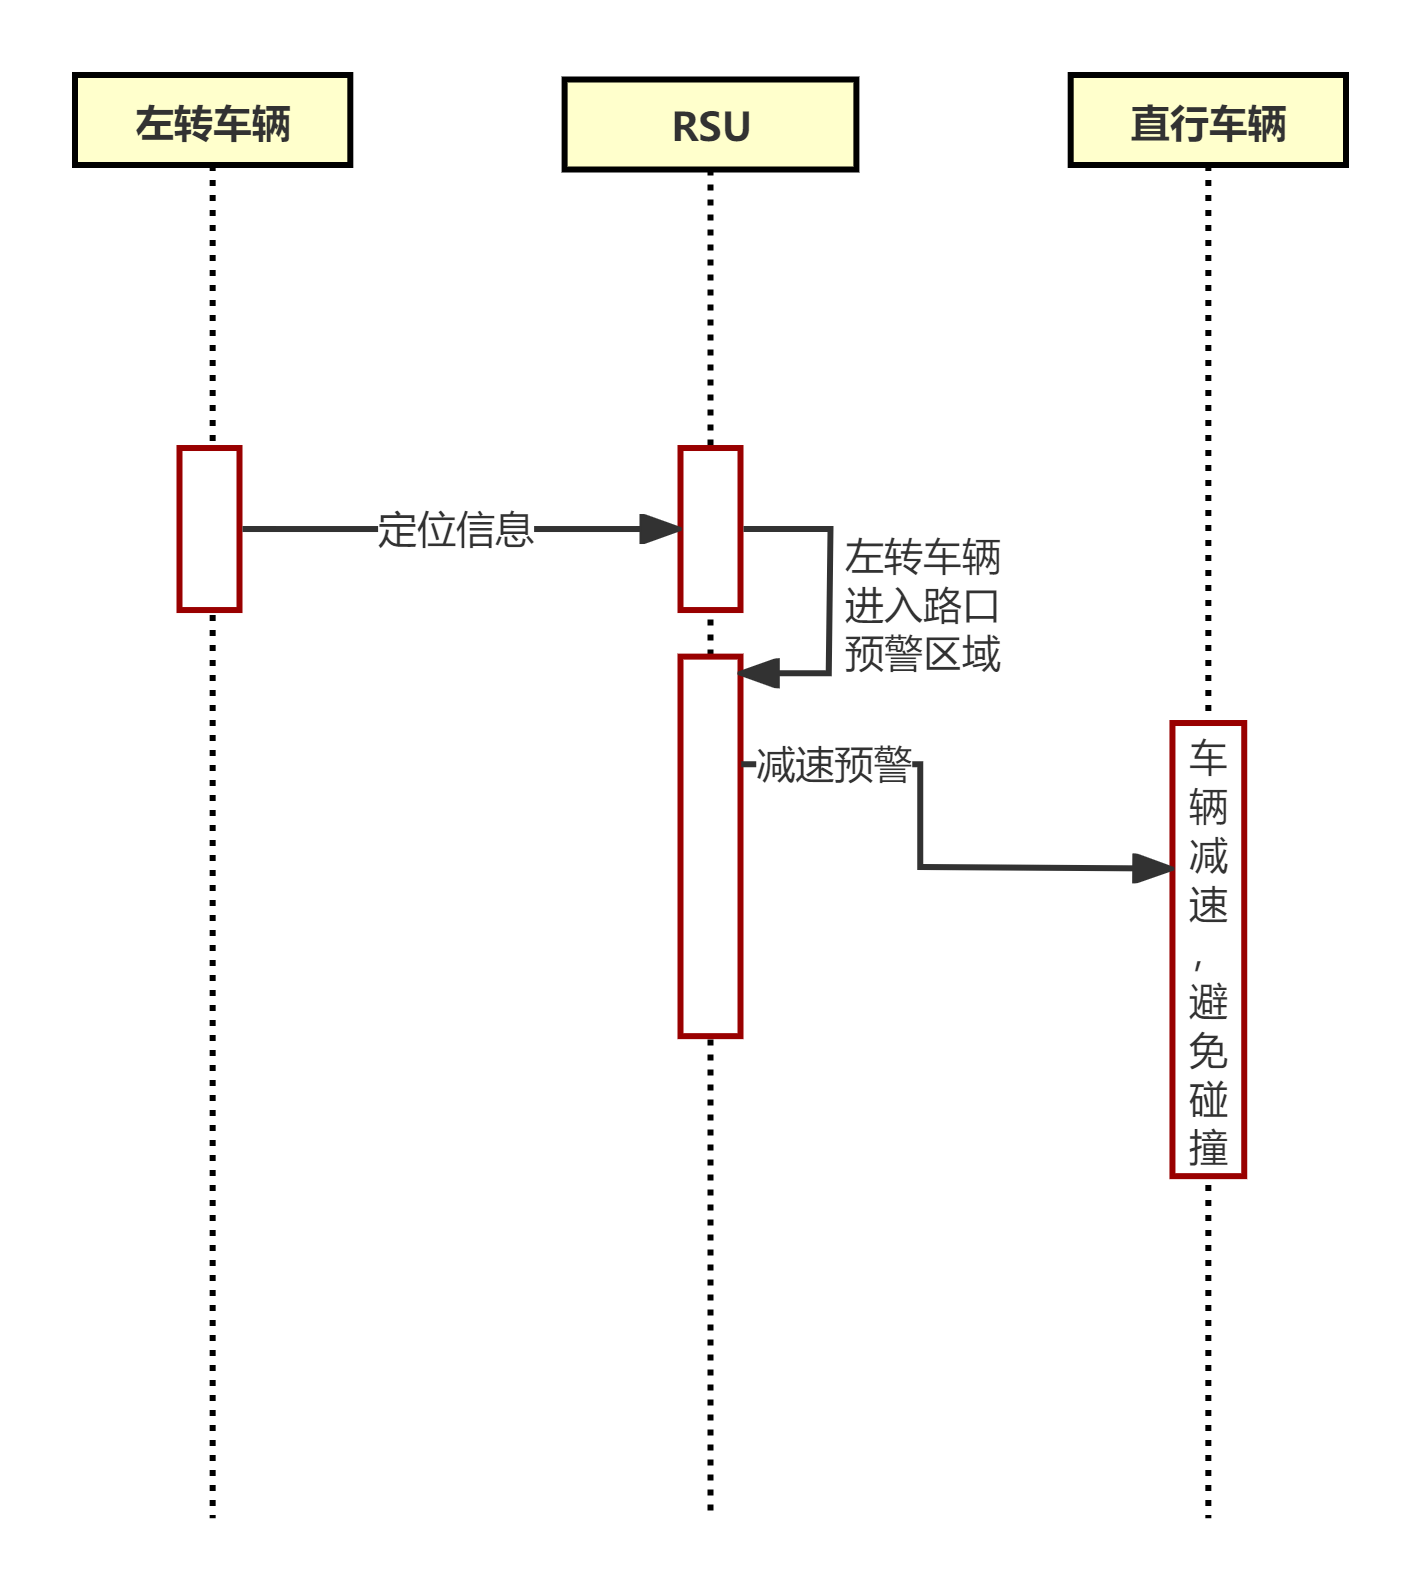 左转车辆
RSU
直行车辆
定位信息
左转车辆
进入路口
预警区域
减速预警
车
辆
减
速
,
避
免
碰
撞